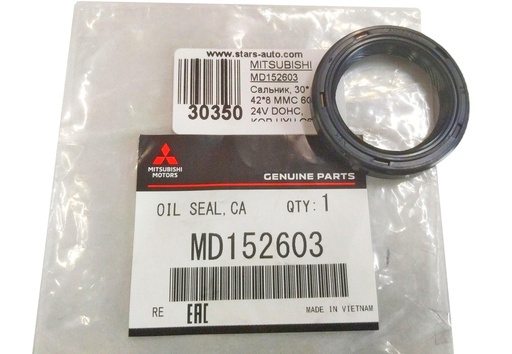 www.stars-auto.com
MITSUBISHI
MD152603
Сальник, 30*
42*8 MMC
24V DOHC,
30350
MITSUBISHI
MOTORS
GENUINE PARTS
OIL SEAL,CA QTY:1
MD152603
RE EAC MADE IN VIETNAM